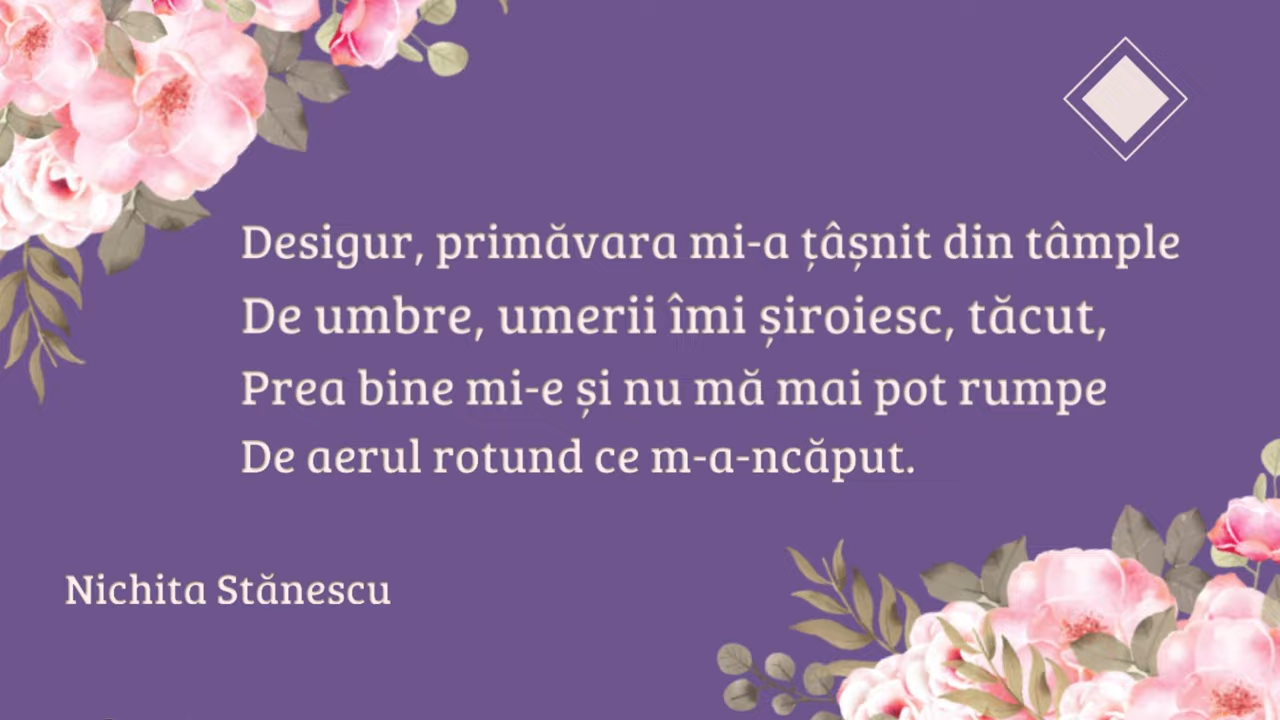 Desigur, primăvara mi-a țâșnit din tâmple
De umbre, umerii îmi șiroiesc, tăcut,
Prea bine mi-e și nu mă mai pot rumpe
De aerul rotund ce m-a-ncăput.
Nichita Stănescu